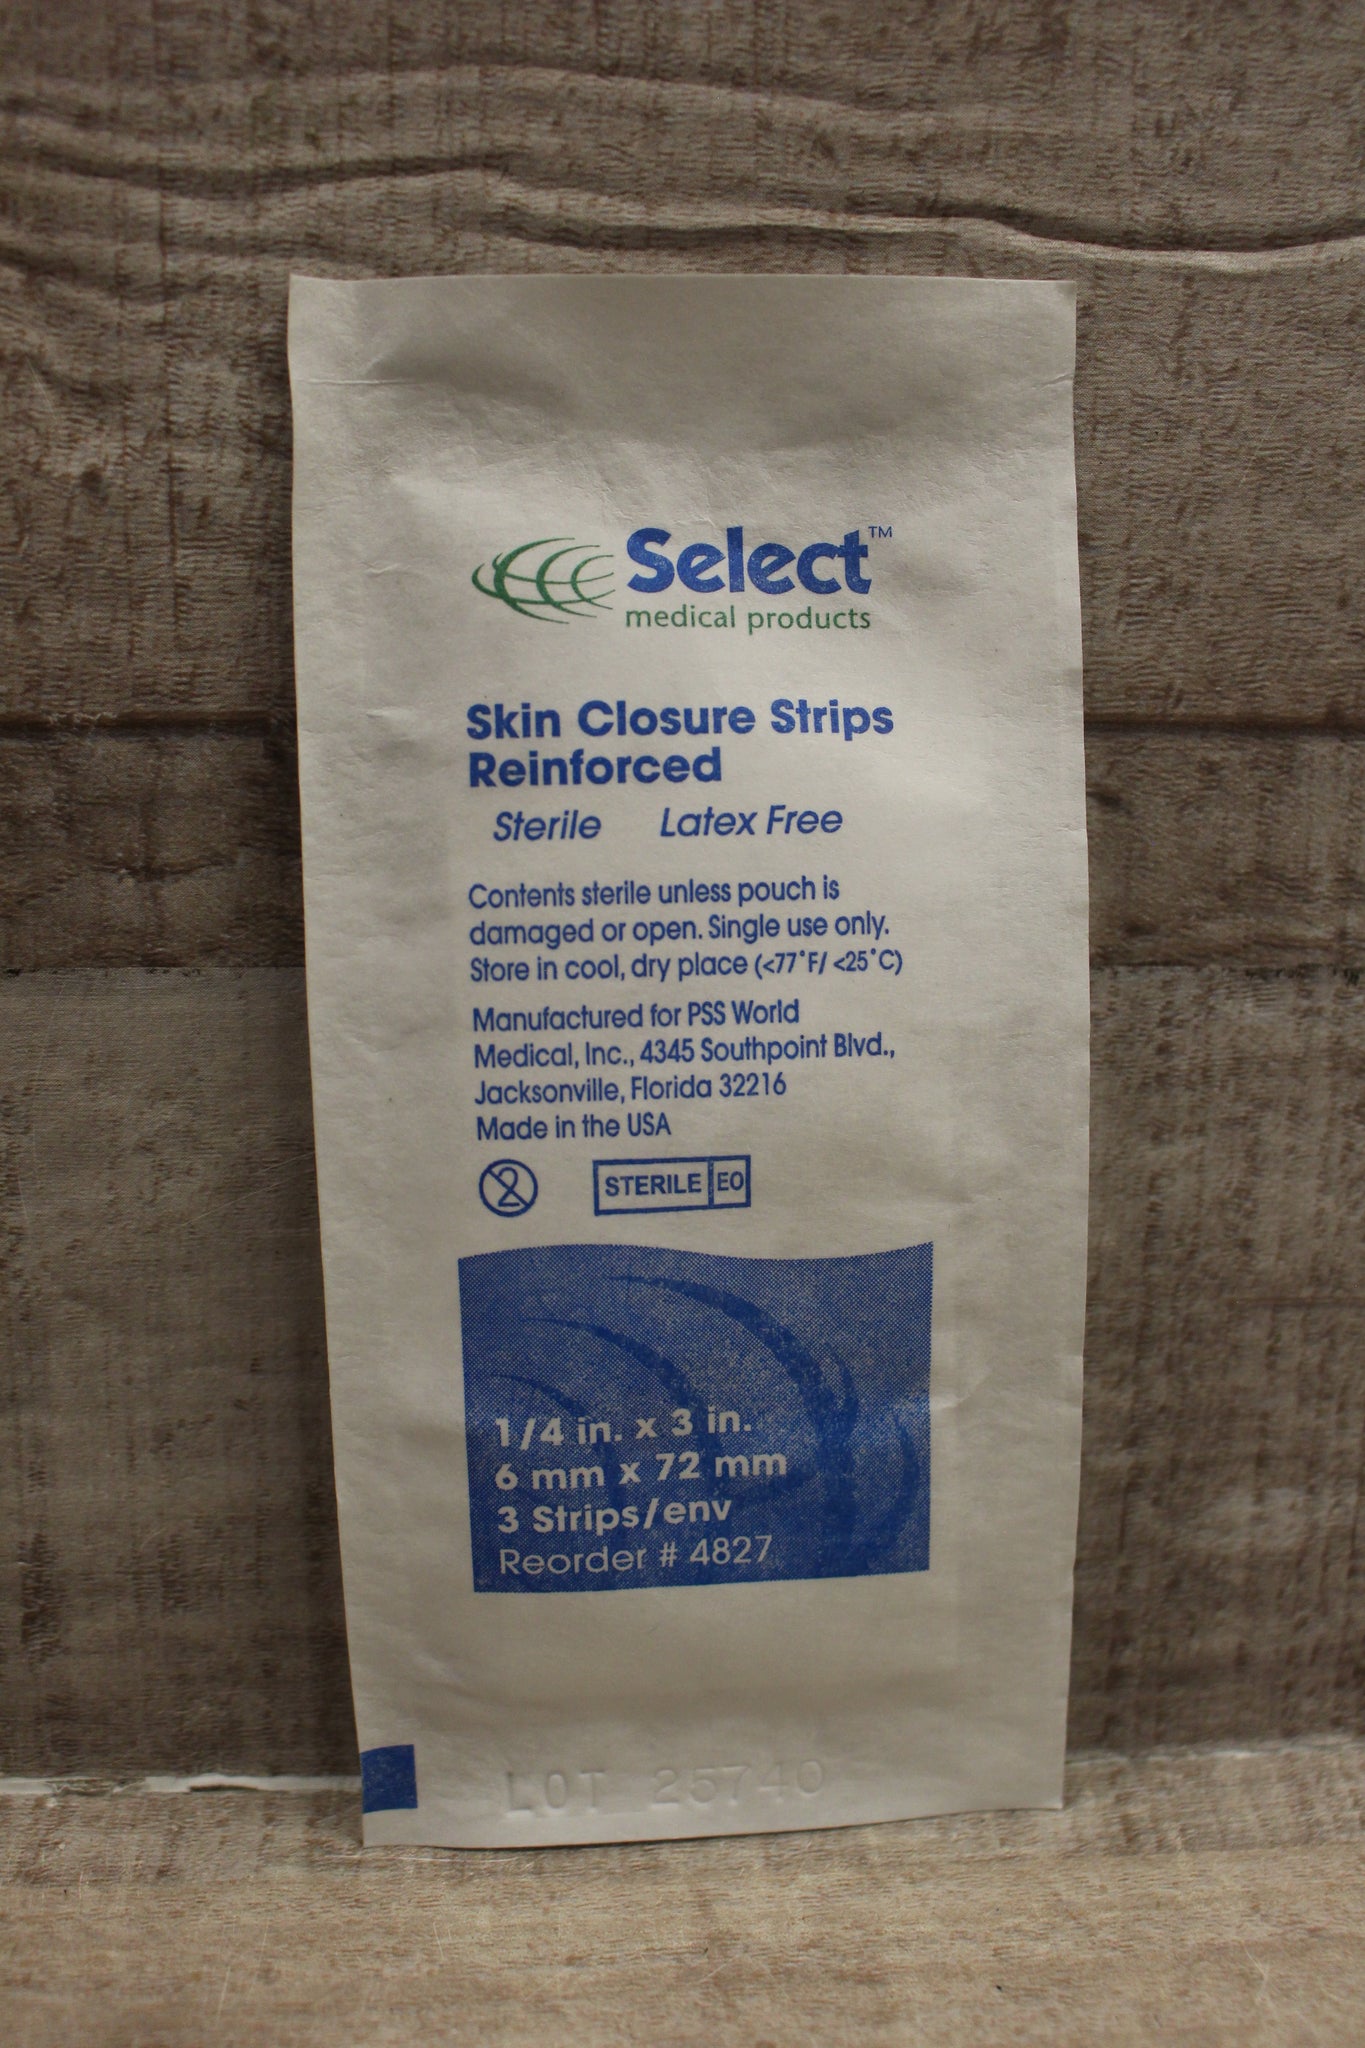 Select™
medical products
Skin Closure Strips
Reinforced
Sterile Latex Free
Contents sterile unless pouch is
damaged or open. Single use only.
Store in cool, dry place (<77°F/ <25°C)
Manufactured for PSS World
Medical, Inc., 4345 Southpoint Blvd.,
Jacksonville, Florida 32216
Made in the USA
2 STERILE EO
1/4 in. x 3 in.
6 mm x 72 mm
3 Strips/env
Reorder # 4827
LOT 25740